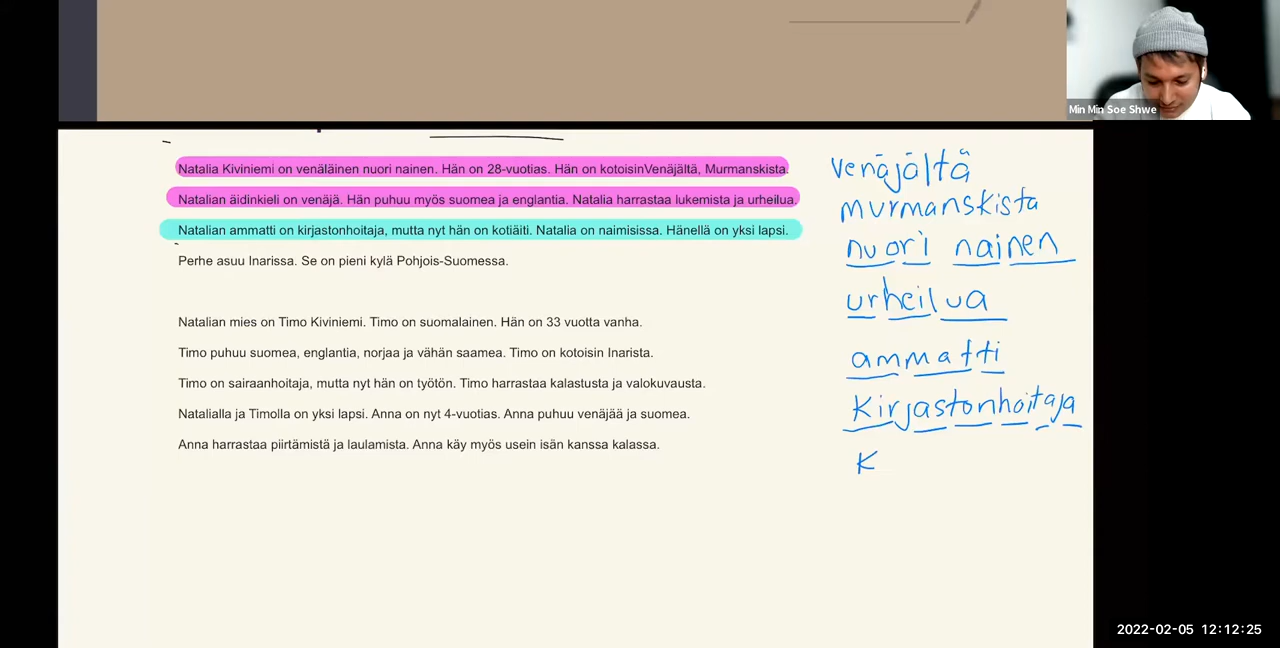 Min Min Soe Shwe
Natalia Kiviniemi on venäläinen nuori nainen. Hän on 28-vuotias. Hän on kotoisinVenäjältä, Murmanskista.
Natalian äidinkieli on venäjä. Hän puhuu myös suomea ja englantia. Natalia harrastaa lukemista ja urheilua.
Natalian ammatti on kirjastonhoitaja, mutta nyt hän on kotiäiti. Natalia on naimisissa. Hänellä on yksi lapsi.
Perhe asuu Inarissa. Se on pieni kylä Pohjois-Suomessa.
Natalian mies on Timo Kiviniemi. Timo on suomalainen. Hän on 33 vuotta vanha.
Timo puhuu suomea, englantia, norjaa ja vähän saamea. Timo on kotoisin Inarista.
Timo on sairaanhoitaja, mutta nyt hän on työtön. Timo harrastaa kalastusta ja valokuvausta.
Natalialla ja Timolla on yksi lapsi. Anna on nyt 4-vuotias. Anna puhuu venäjää ja suomea.
Anna harrastaa piirtämistä ja laulamista. Anna käy myös usein isän kanssa kalassa.
venäjältä
murmanskista
nuori nainen
urheilua
ammatti
kirjastonhoitaja
K
2022-02-05 12:12:25